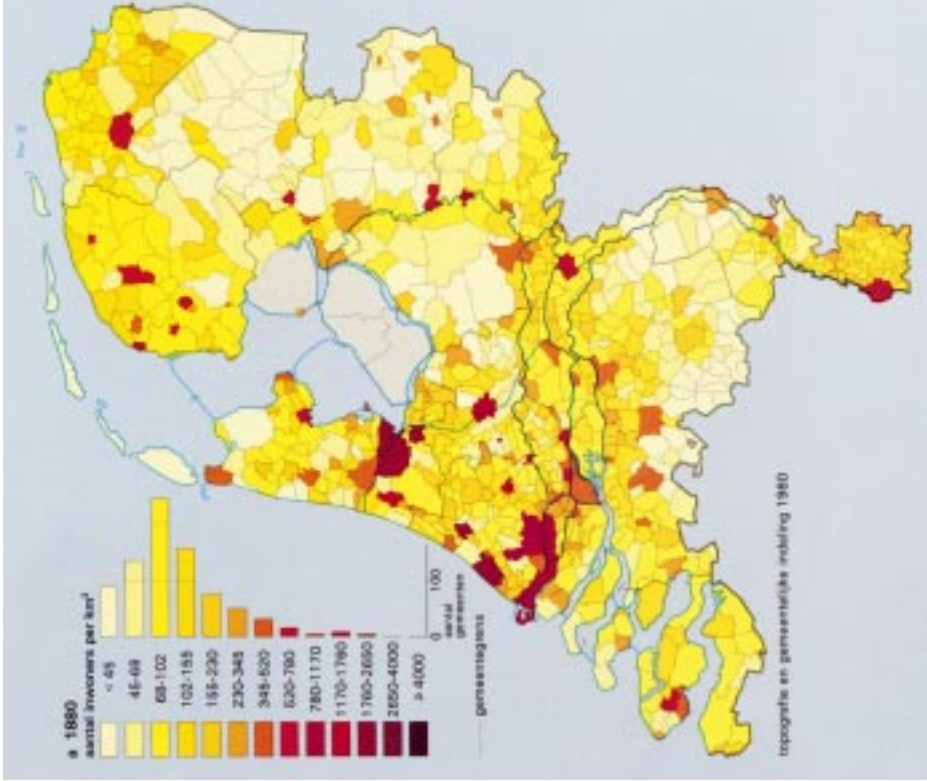 a 1880
aantal inwoners per km²
< 45
45-68
68-102
102-155
155-230
230-345
345-520
520-780
780-1170
1170-1760
1760-2650
2650-4000
≥ 4000
0 100
aantal
gemeenten
gemeentegrens
topografie en gemeentelijke indeling 1980